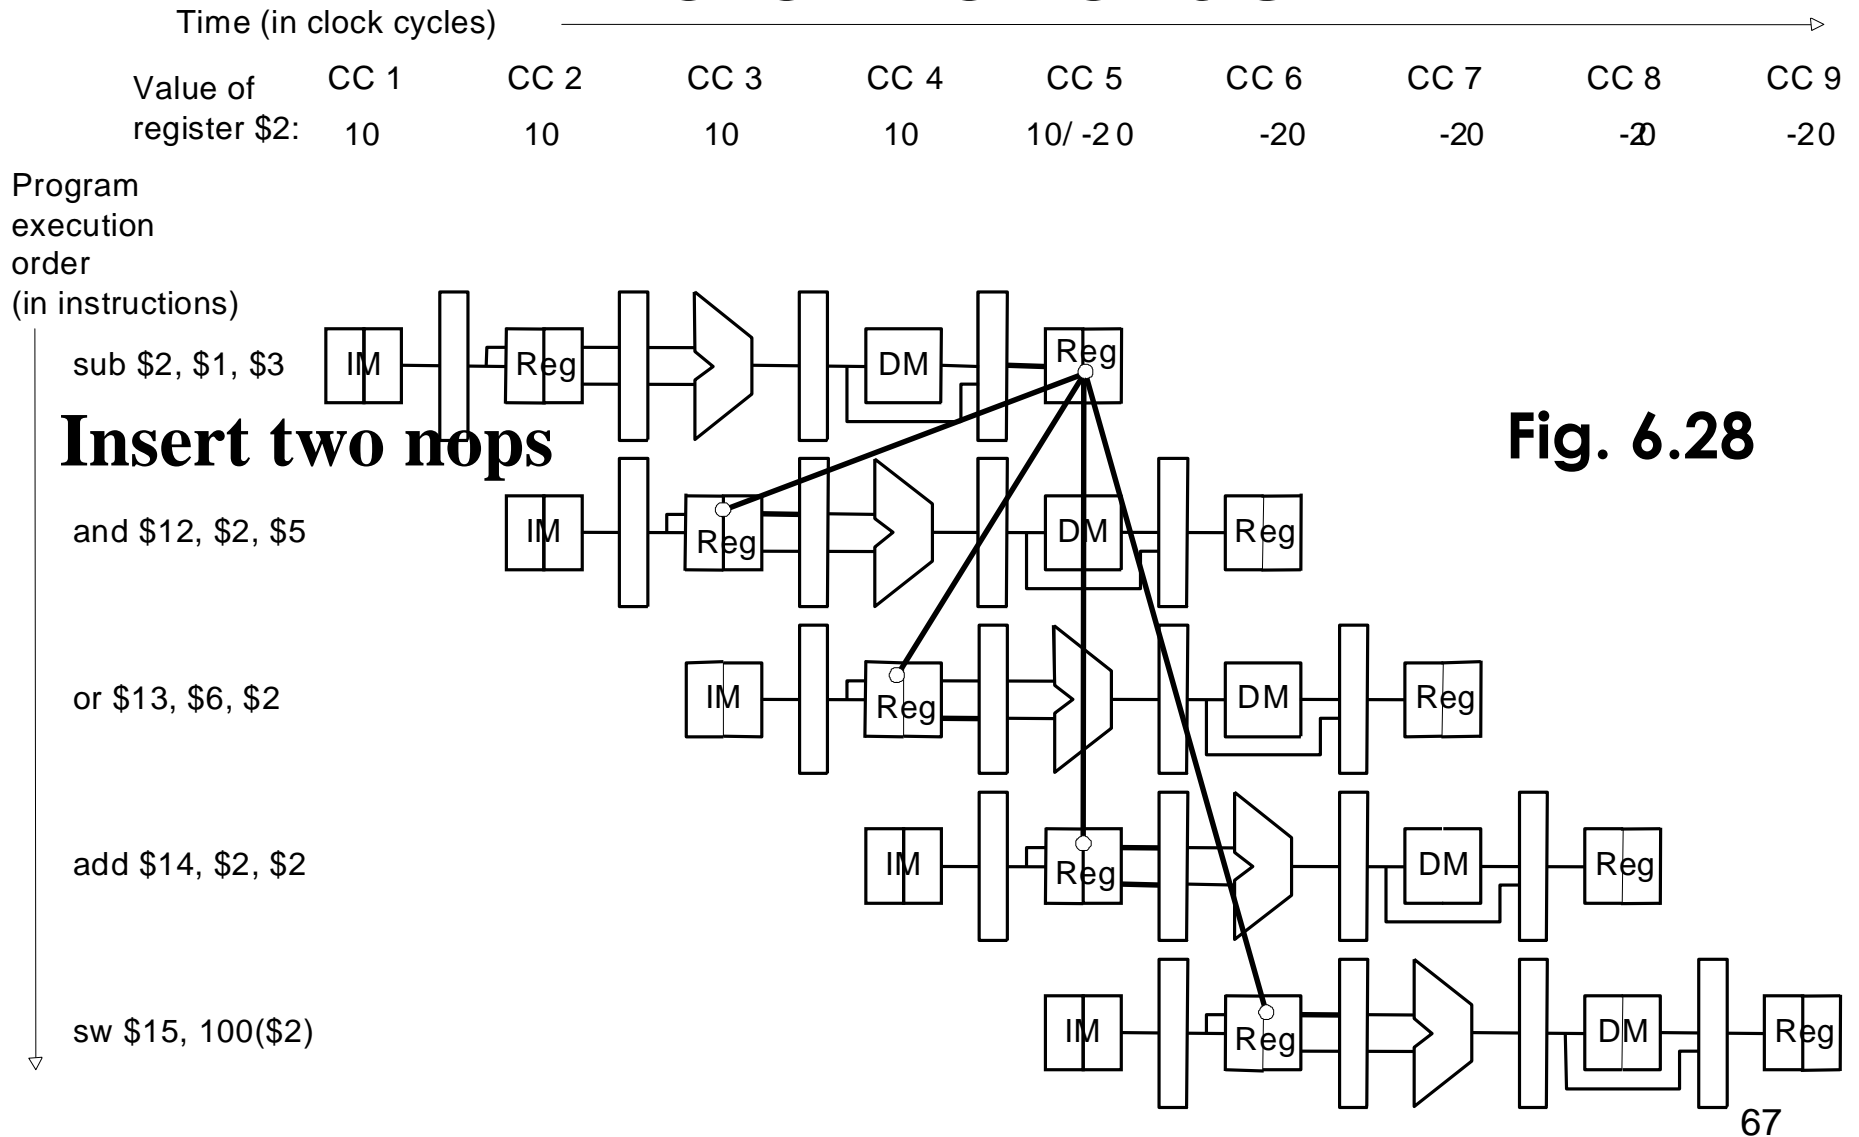 Time (in clock cycles)
CC 1 CC 2 CC 3 CC 4 CC 5 CC 6 CC 7 CC 8 CC 9
Value of
register $2: 10 10 10 10 10/ -20 -20 -20 -20 -20
Program
execution
order
(in instructions)
sub $2, $1, $3 IM Reg DM Reg
Insert two nops
Fig. 6.28
and $12, $2, $5 IM Reg DM Reg
or $13, $6, $2 IM Reg DM Reg
add $14, $2, $2 IM Reg DM Reg
sw $15, 100($2) IM Reg DM Reg
67